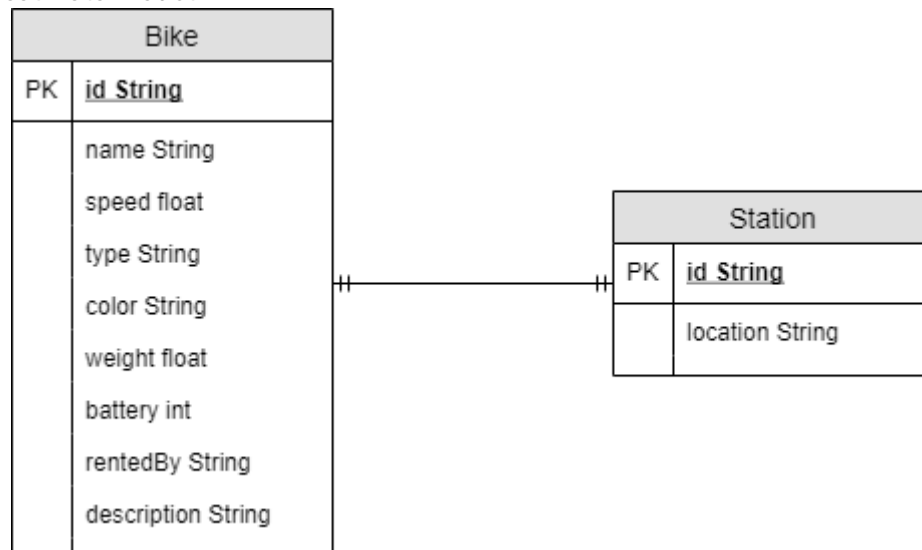 Bike
PK id String
name String
speed float
type String
color String
weight float
battery int
rentedBy String
description String
Station
PK id String
location String